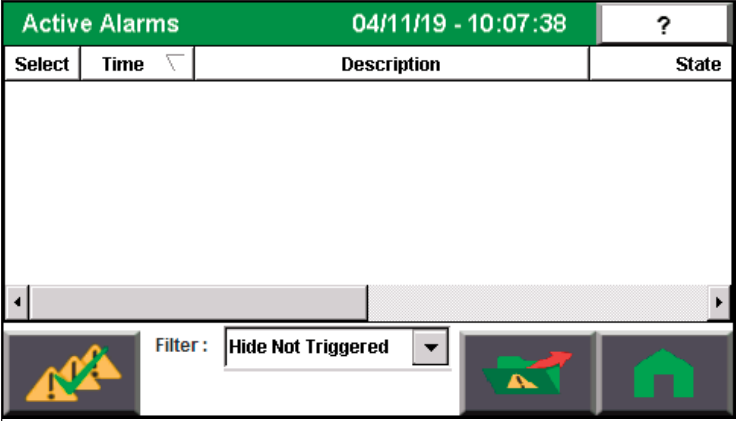 Active Alarms 04/11/19 - 10:07:38 ?
Select Time Description State
Filter : Hide Not Triggered